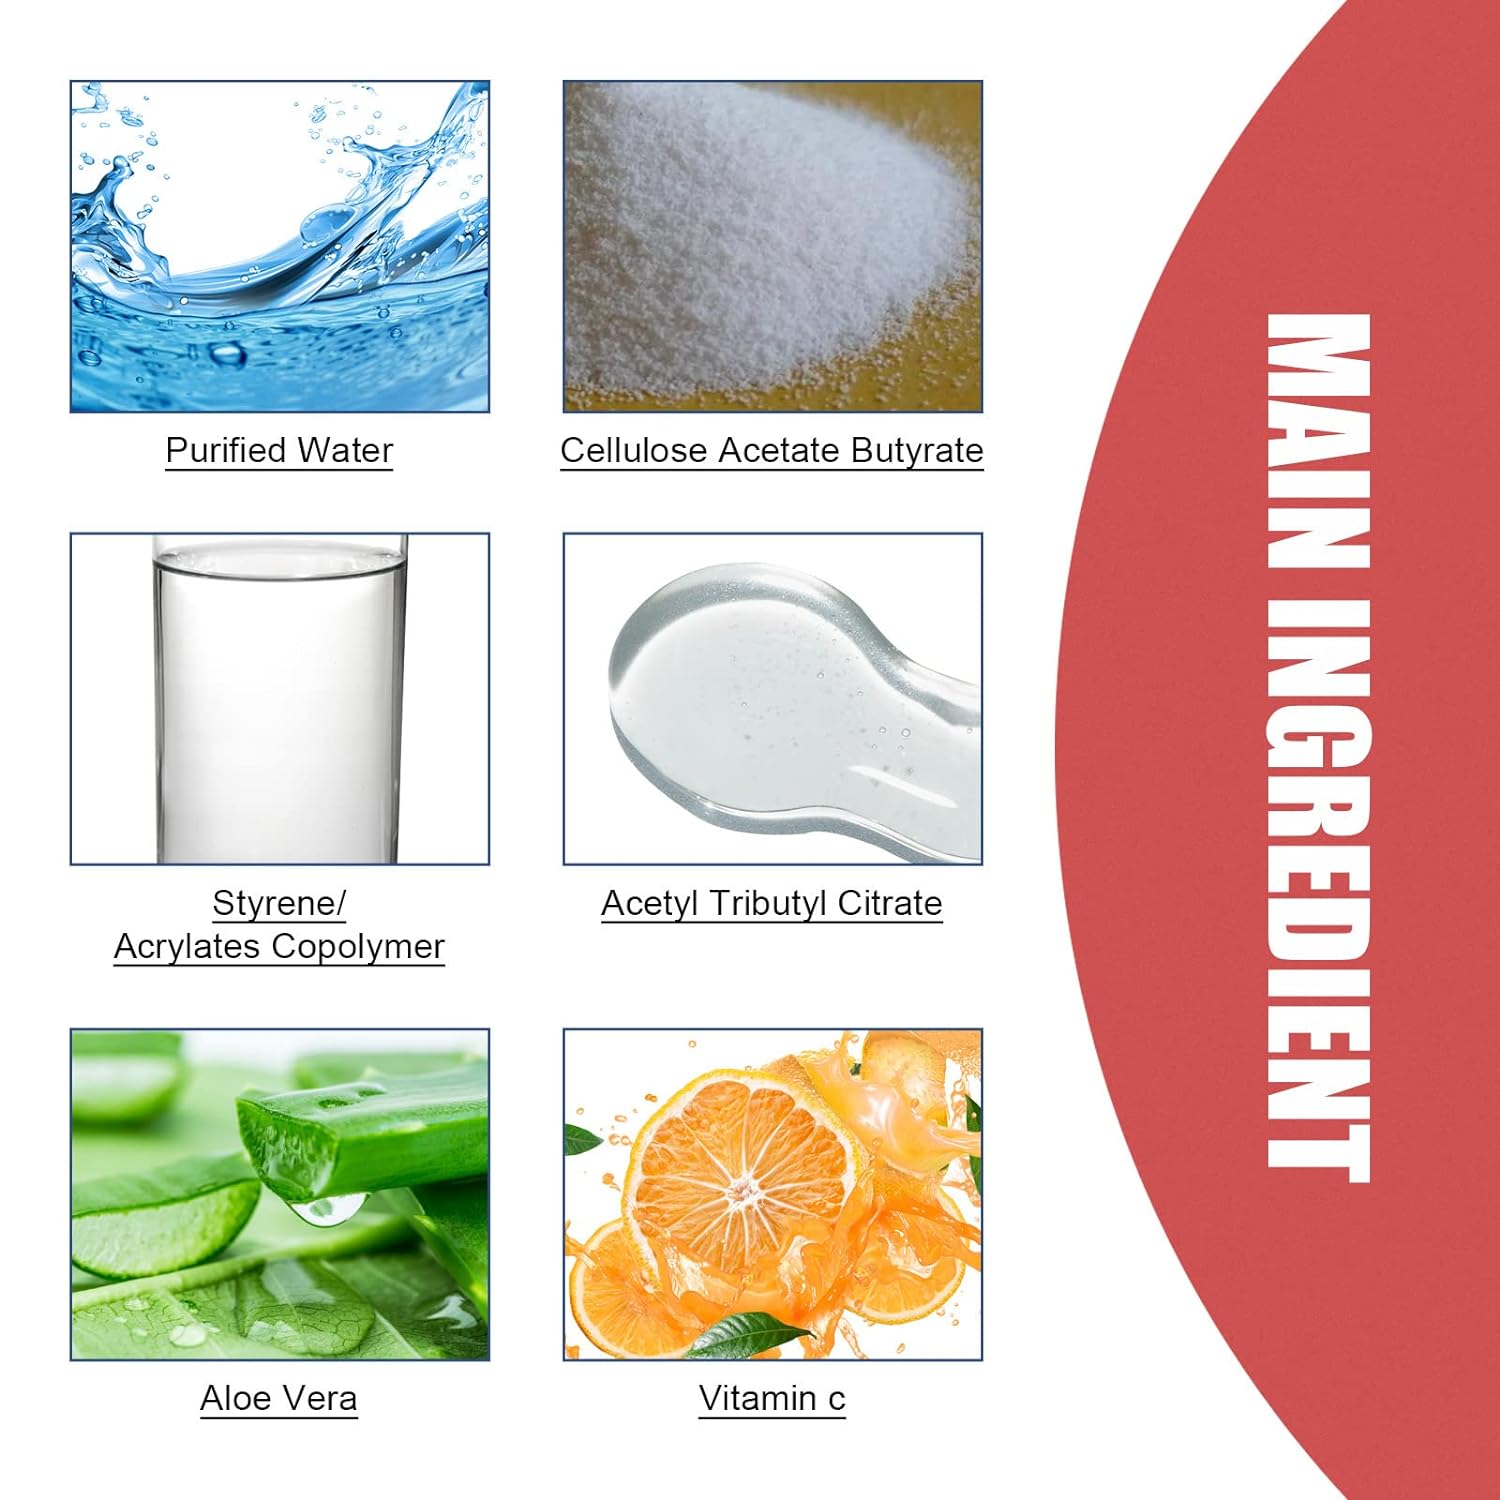 Purified Water
Cellulose Acetate Butyrate
Styrene/
Acrylates Copolymer
Acetyl Tributyl Citrate
Aloe Vera
Vitamin c
MAIN INGREDIENT